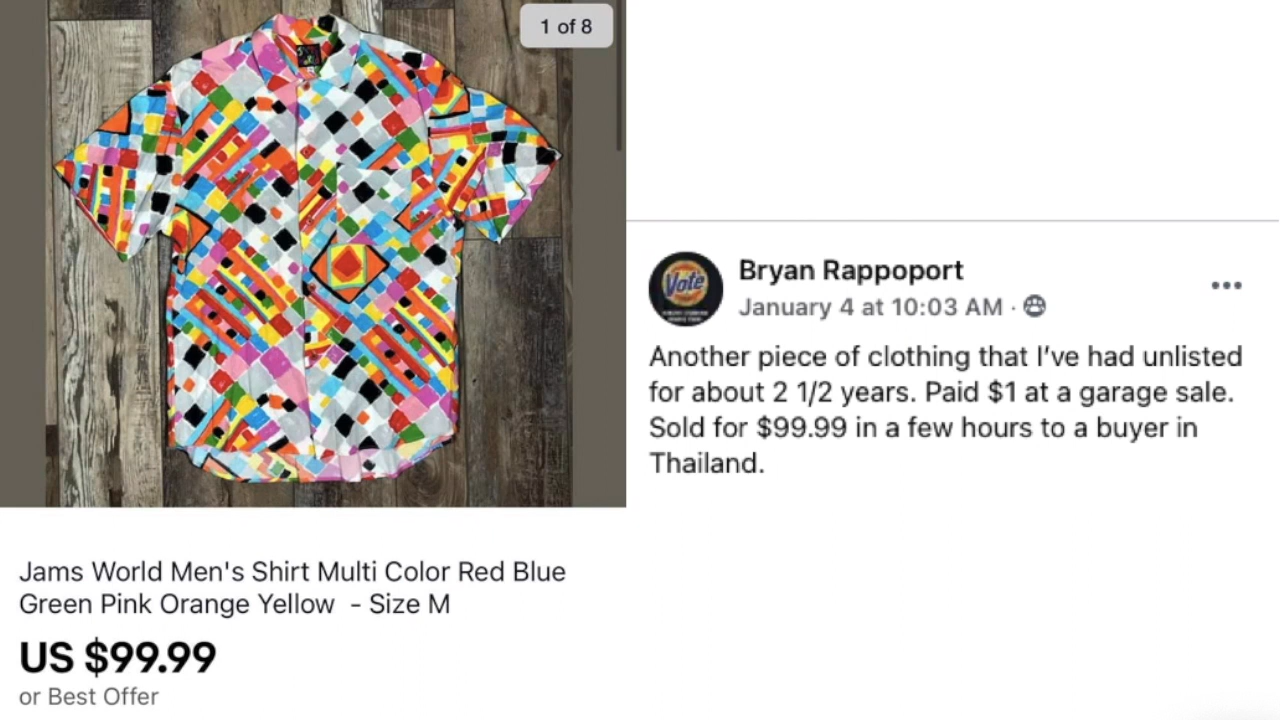 1 of 8
Jams World Men's Shirt Multi Color Red Blue
Green Pink Orange Yellow - Size M
US $99.99
or Best Offer
Vote
Bryan Rappoport
January 4 at 10:03 AM ·
Another piece of clothing that I've had unlisted
for about 2 1/2 years. Paid $1 at a garage sale.
Sold for $99.99 in a few hours to a buyer in
Thailand.